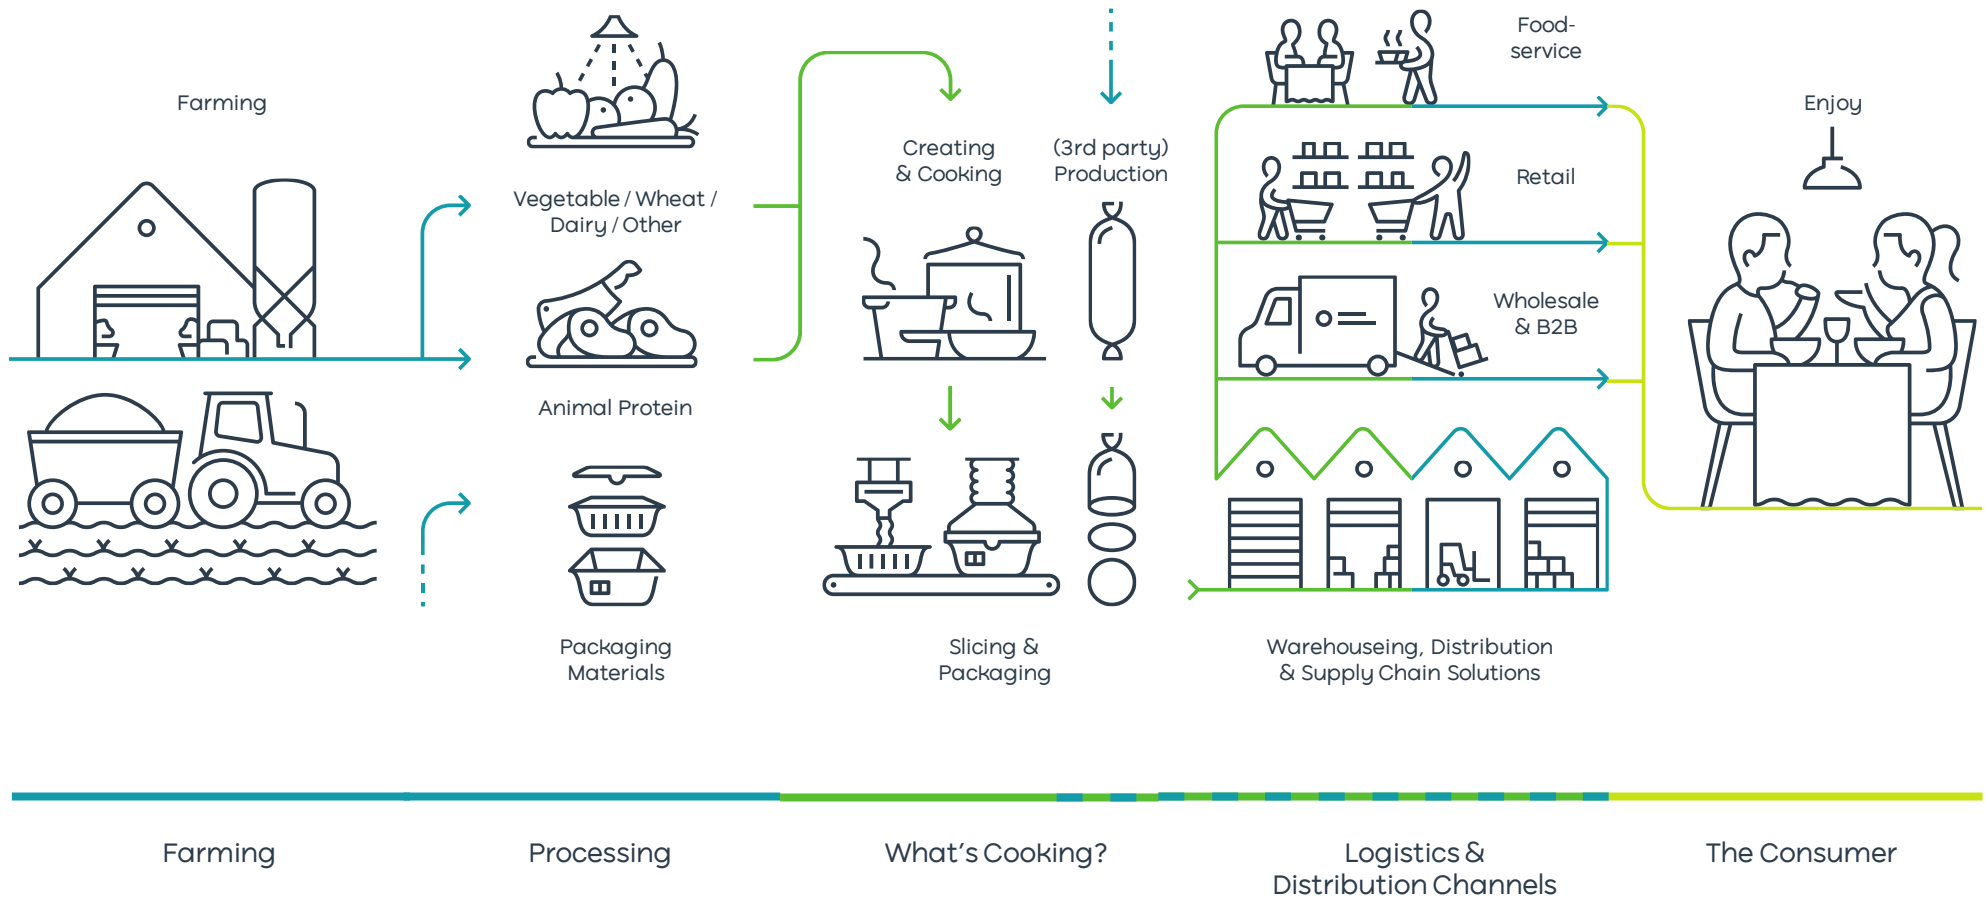 Farming
Vegetable / Wheat /
Dairy / Other
Animal Protein
Packaging
Materials
Creating
& Cooking
(3rd party)
Production
Slicing &
Packaging
Food-
service
Retail
Wholesale
& B2B
Warehouseing, Distribution
& Supply Chain Solutions
Enjoy
Farming
Processing
What's Cooking?
Logistics &
Distribution Channels
The Consumer